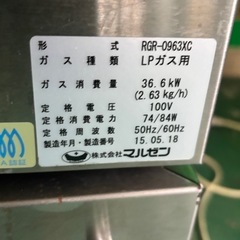 形式 RGR-0963XC
ガス種類 LPガス用
ガス消費量 36.6kW
(2.63kg/h)
定格電圧 100V
定格消費電力 74/84W
定格周波数 50Hz/60Hz
製造年月・製造番号 15.05.18
株式会社マルゼン
A認証